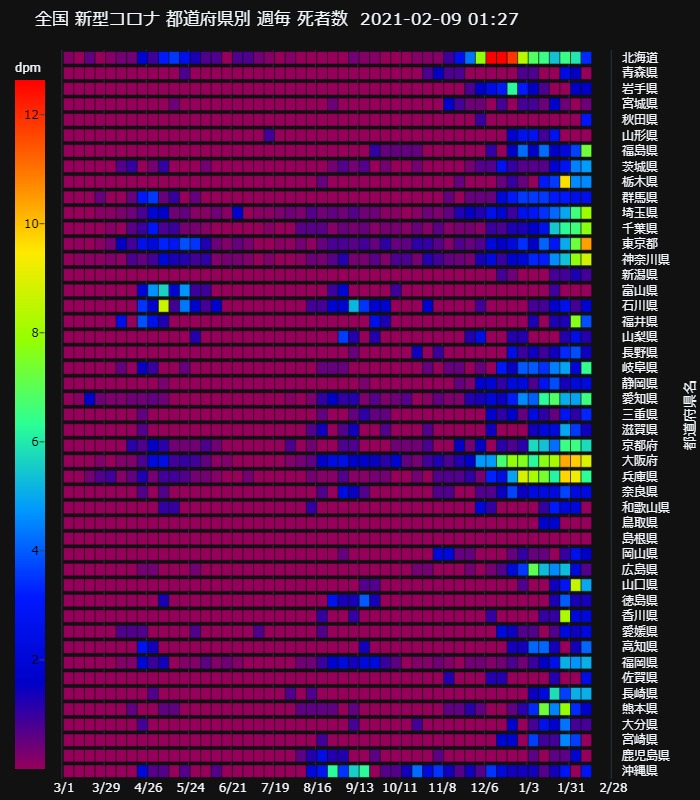 全国 新型コロナ 都道府県別 週毎 死者数 2021-02-09 01:27
dpm
12
10
8
6
4
2
北海道
青森県
岩手県
宮城県
秋田県
山形県
福島県
茨城県
栃木県
群馬県
埼玉県
千葉県
東京都
神奈川県
新潟県
富山県
石川県
福井県
山梨県
長野県
岐阜県
静岡県
愛知県
三重県
滋賀県
京都府
大阪府
兵庫県
奈良県
和歌山県
鳥取県
島根県
岡山県
広島県
山口県
徳島県
香川県
愛媛県
高知県
福岡県
佐賀県
長崎県
熊本県
大分県
宮崎県
鹿児島県
沖縄県
都道府県名
3/1 3/29 4/26 5/24 6/21 7/19 8/16 9/13 10/11 11/8 12/6 1/3 1/31 2/28